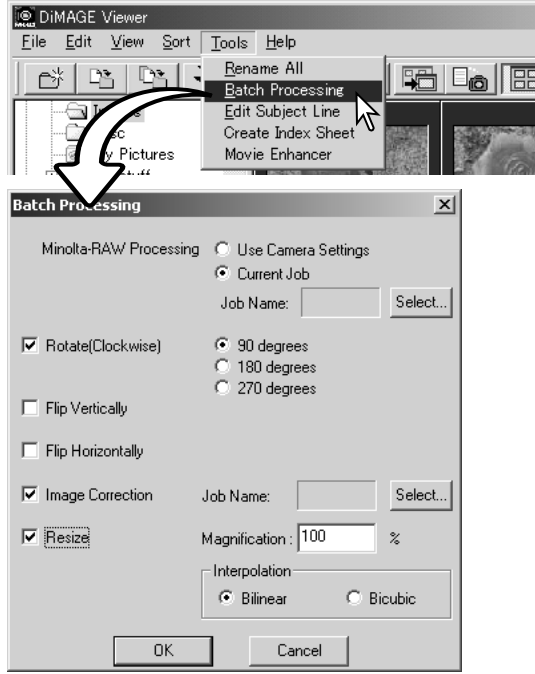 DiMAGE Viewer
File Edit View Sort Tools Help
Rename All
Batch Processing
Edit Subject Line
Create Index Sheet
Movie Enhancer
Pictures
Batch Processing
Minolta-RAW Processing
Use Camera Settings
Current Job
Job Name: Select...
Rotate(Clockwise)
90 degrees
180 degrees
270 degrees
Flip Vertically
Flip Horizontally
Image Correction Job Name: Select...
Resize Magnification : 100 %
Interpolation
Bilinear Bicubic
OK Cancel